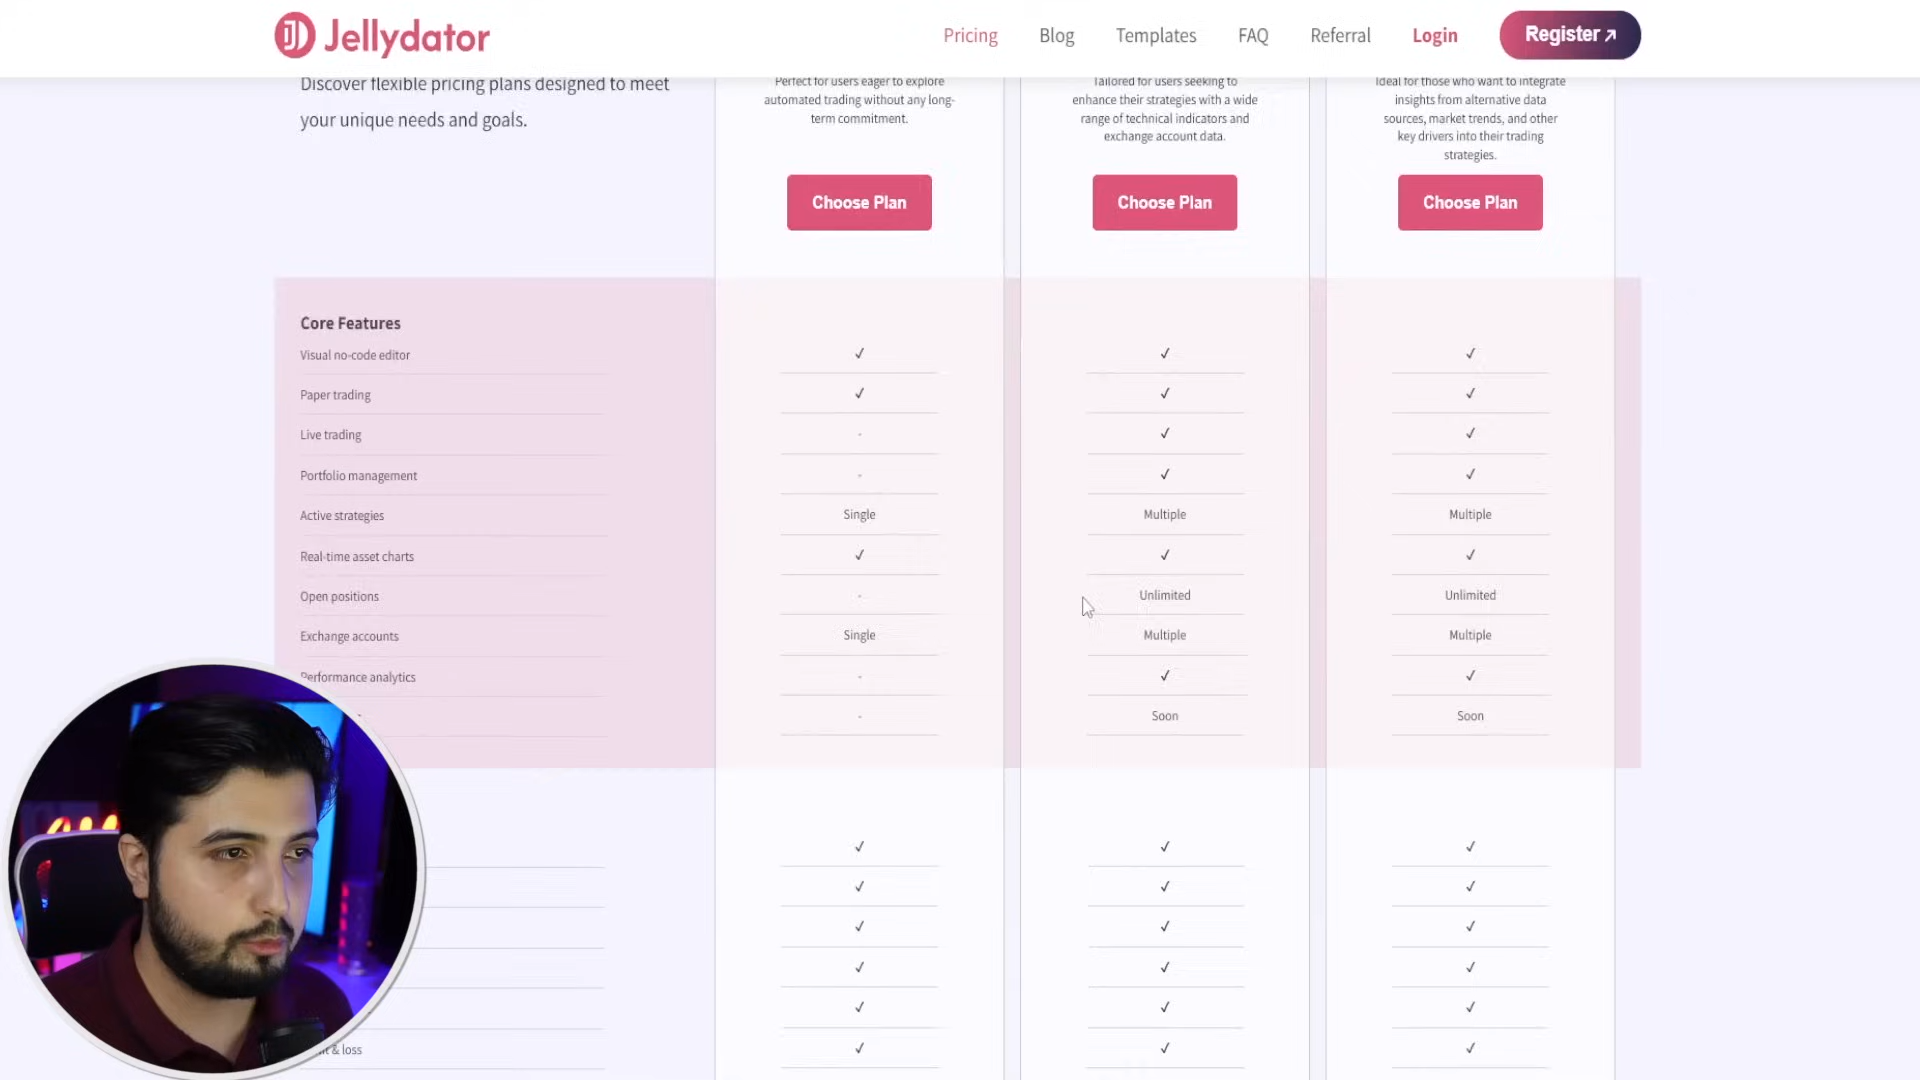 Jellydator
Pricing
Blog
Templates
FAQ
Referral
Login
Register
Discover flexible pricing plans designed to meet
your unique needs and goals.
Perfect for users eager to explore
automated trading without any long-
term commitment.
Choose Plan
Tailored for users seeking to
enhance their strategies with a wide
range of technical indicators and
exchange account data.
Choose Plan
Ideal for those who want to integrate
insights from alternative data
sources, market trends, and other
key drivers into their trading
strategies.
Choose Plan
Core Features
Visual no-code editor ✓ ✓ ✓
Paper trading ✓ ✓ ✓
Live trading - ✓ ✓
Portfolio management - ✓ ✓
Active strategies Single Multiple Multiple
Real-time asset charts ✓ ✓ ✓
Open positions - Unlimited Unlimited
Exchange accounts Single Multiple Multiple
Performance analytics - ✓ ✓
- Soon Soon
✓ ✓ ✓
✓ ✓ ✓
✓ ✓ ✓
✓ ✓ ✓
✓ ✓ ✓
& loss ✓ ✓ ✓